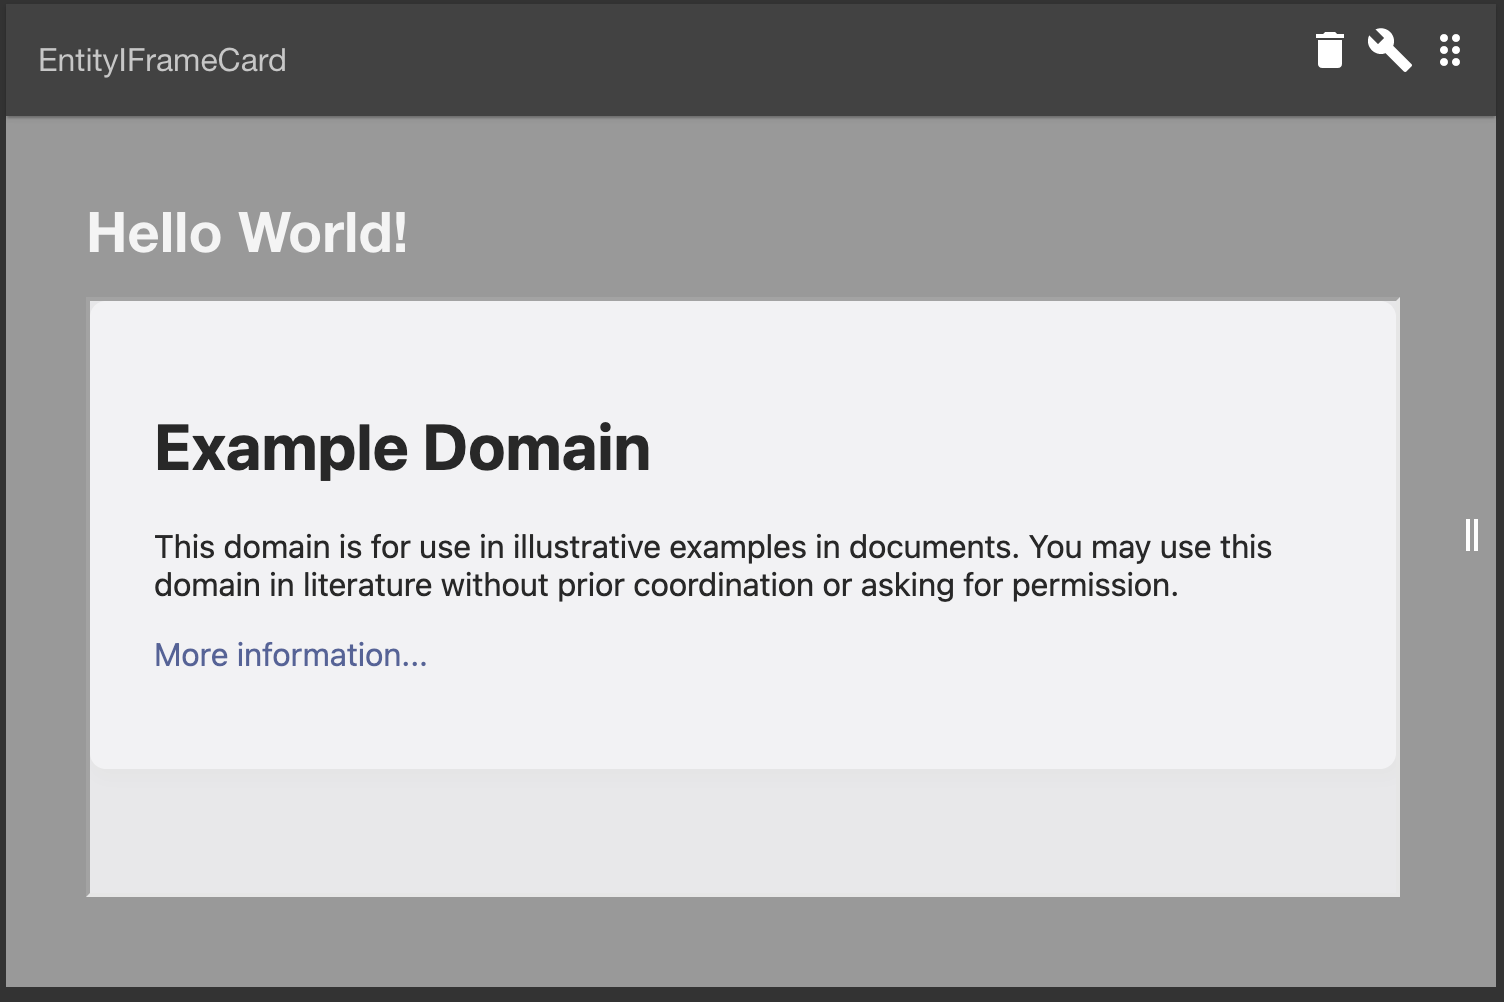 EntityIFrameCard
Hello World!
Example Domain
This domain is for use in illustrative examples in documents. You may use this
domain in literature without prior coordination or asking for permission.
More information...